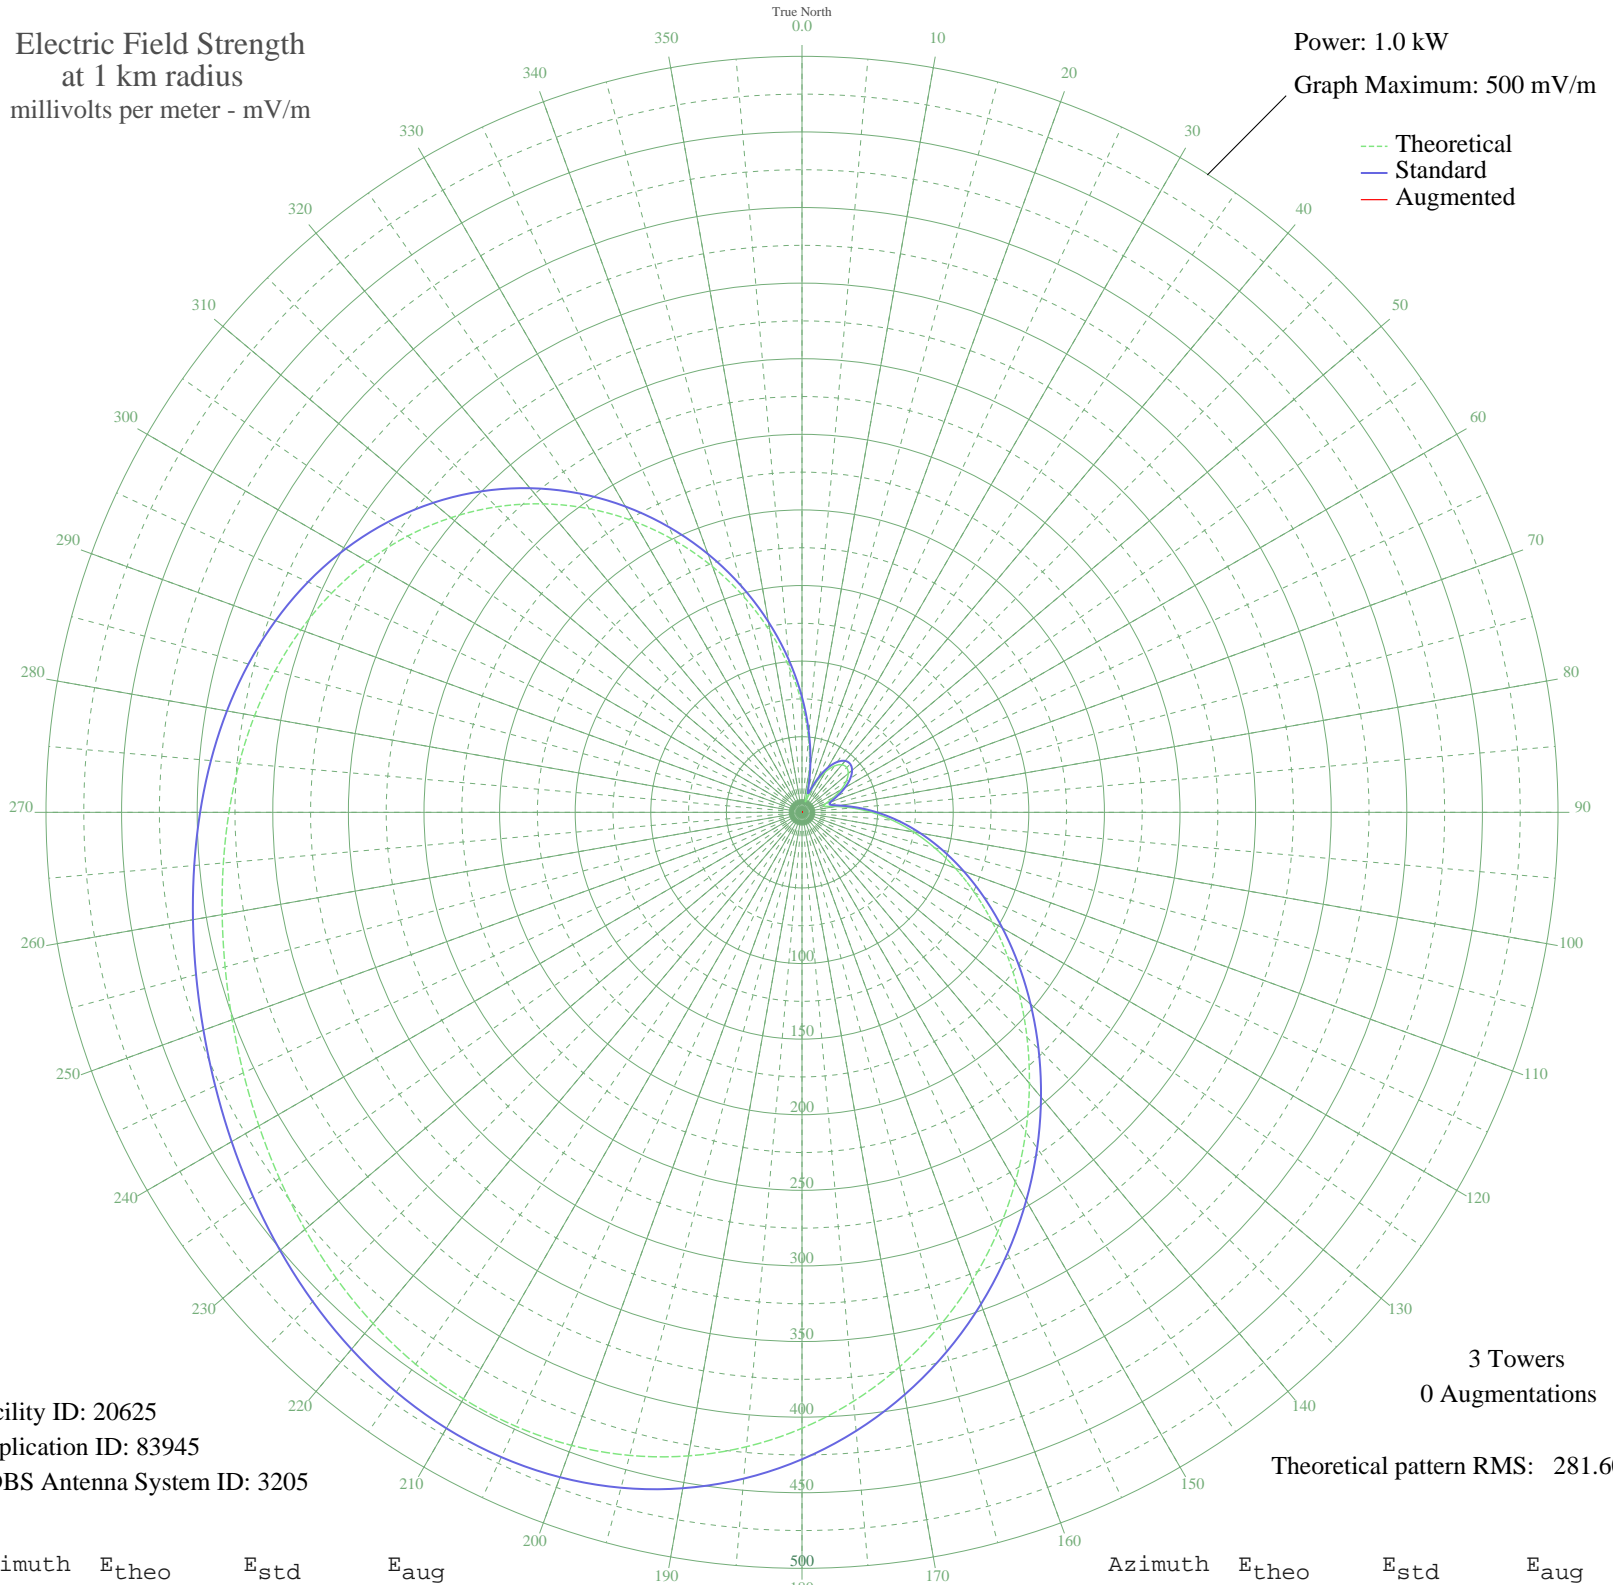 True North
Electric Field Strength
at 1 km radius
millivolts per meter - mV/m
Power: 1.0 kW
Graph Maximum: 500 mV/m
Theoretical
Standard
Augmented
0.0
10
20
30
40
50
60
70
80
90
100
110
120
130
140
150
160
170
190
200
210
220
230
240
250
260
270
280
290
300
310
320
330
340
350
100
150
200
250
300
350
400
450
500
3 Towers
0 Augmentations
Theoretical pattern RMS: 281.6
cility ID: 20625
plication ID: 83945
DBS Antenna System ID: 3205
imuth Etheo Estd Eaug
Azimuth Etheo Estd Eaug